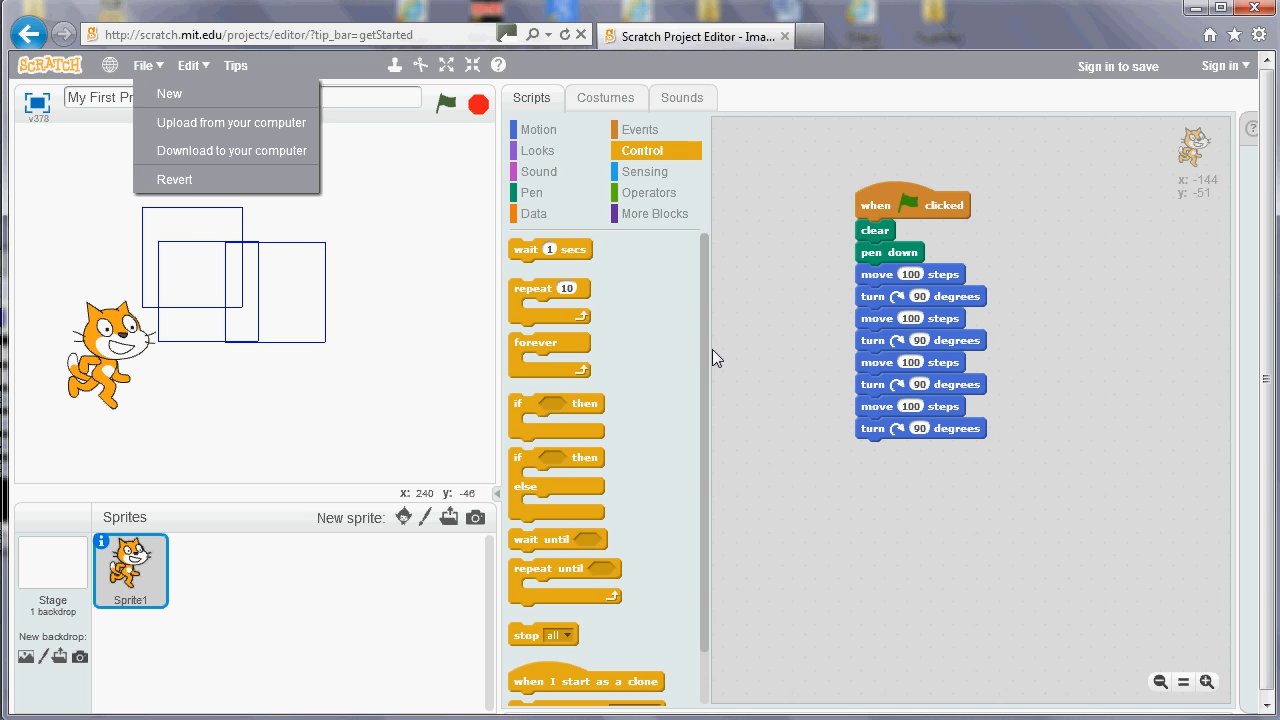 http://scratch.mit.edu/projects/editor/?tip_bar=getStarted
Scratch Project Editor - Ima...
SCRATCH
File
Edit
Tips
Sign in to save
Sign in
My First Pr
v378
New
Upload from your computer
Download to your computer
Revert
Scripts
Costumes
Sounds
Motion
Events
Looks
Control
Sound
Sensing
Pen
Operators
Data
More Blocks
wait 1 secs
repeat 10
forever
if then
if then
else
wait until
repeat until
stop all
when I start as a clone
x: -144
y: -51
when clicked
clear
pen down
move 100 steps
turn 90 degrees
move 100 steps
turn 90 degrees
move 100 steps
turn 90 degrees
move 100 steps
turn 90 degrees
x: 240 y: -46
Sprites
New sprite:
Sprite1
Stage
1 backdrop
New backdrop: